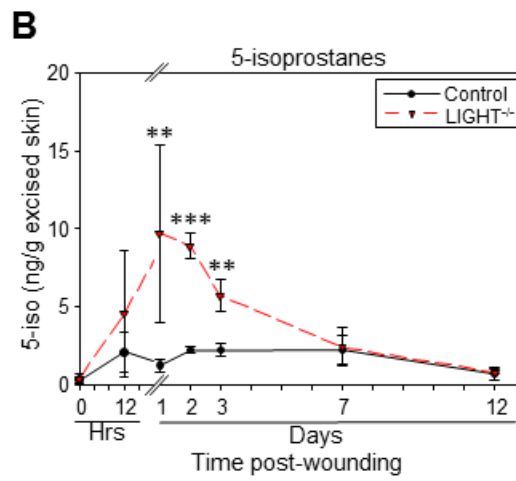 B
5-isoprostanes
20
Control
LIGHT⁻/⁻
15
**
***
10
**
5
0
5-iso (ng/g excised skin)
0 12 1 2 3 7 12
Hrs Days
Time post-wounding